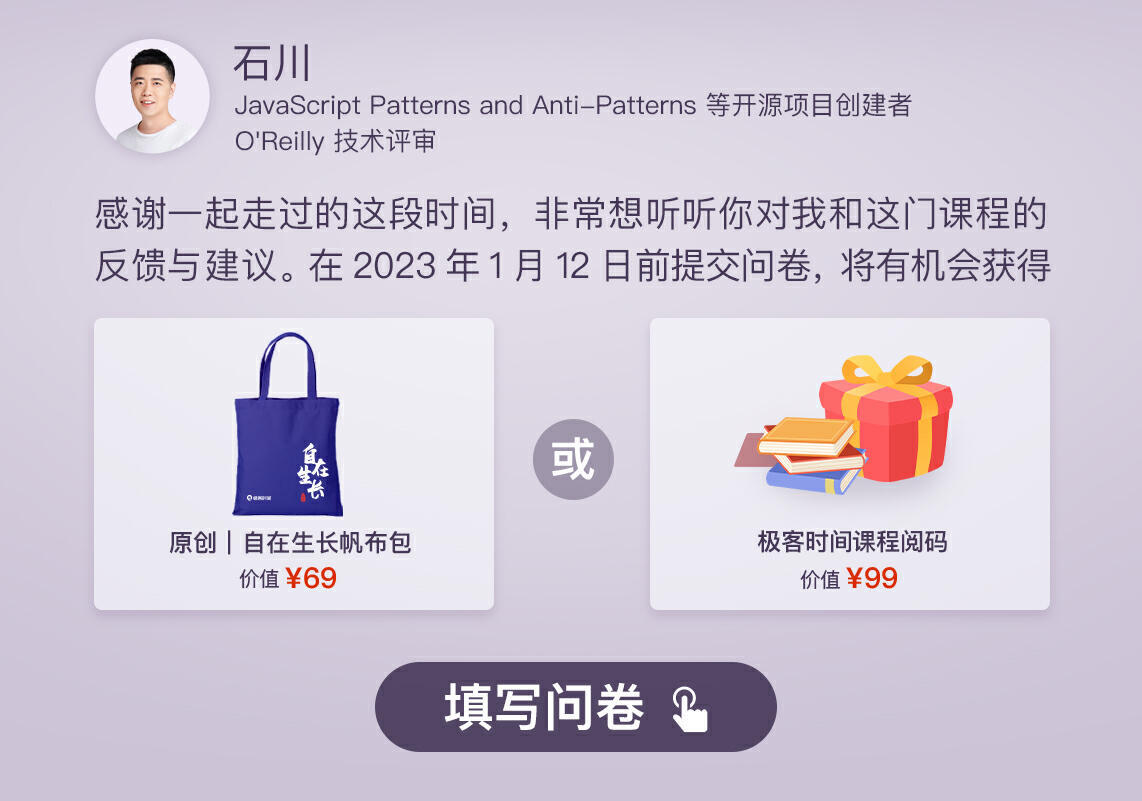 石川
JavaScript Patterns and Anti-Patterns 等开源项目创建者
O'Reilly 技术评审
感谢一起走过的这段时间，非常想听听你对我和这门课程的
反馈与建议。在 2023 年 1 月 12 日前提交问卷，将有机会获得
自在
生长
极客时间
原创｜自在生长帆布包
价值 ¥69
或
极客时间课程阅码
价值 ¥99
填写问卷